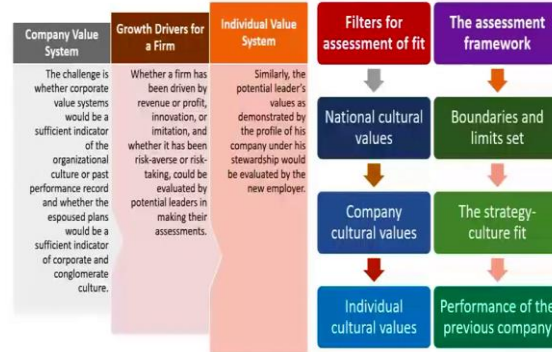 Company Value
System
The challenge is
whether corporate
value systems
would be a
sufficient indicator
of the
organizational
culture or past
performance record
and whether the
espoused plans
would be a
sufficient indicator
of corporate and
conglomerate
culture.
Growth Drivers for
a Firm
Whether a firm has
been driven by
revenue or profit,
innovation, or
imitation, and
whether it has been
risk-averse or risk-
taking, could be
evaluated by
potential leaders in
making their
assessments.
Individual Value
System
Similarly, the
potential leader's
values as
demonstrated by
the profile of his
company under his
stewardship would
be evaluated by the
new employer.
Filters for
assessment of fit
National cultural
values
Company
cultural values
Individual
cultural values
The assessment
framework
Boundaries and
limits set
The strategy-
culture fit
Performance of the
previous company